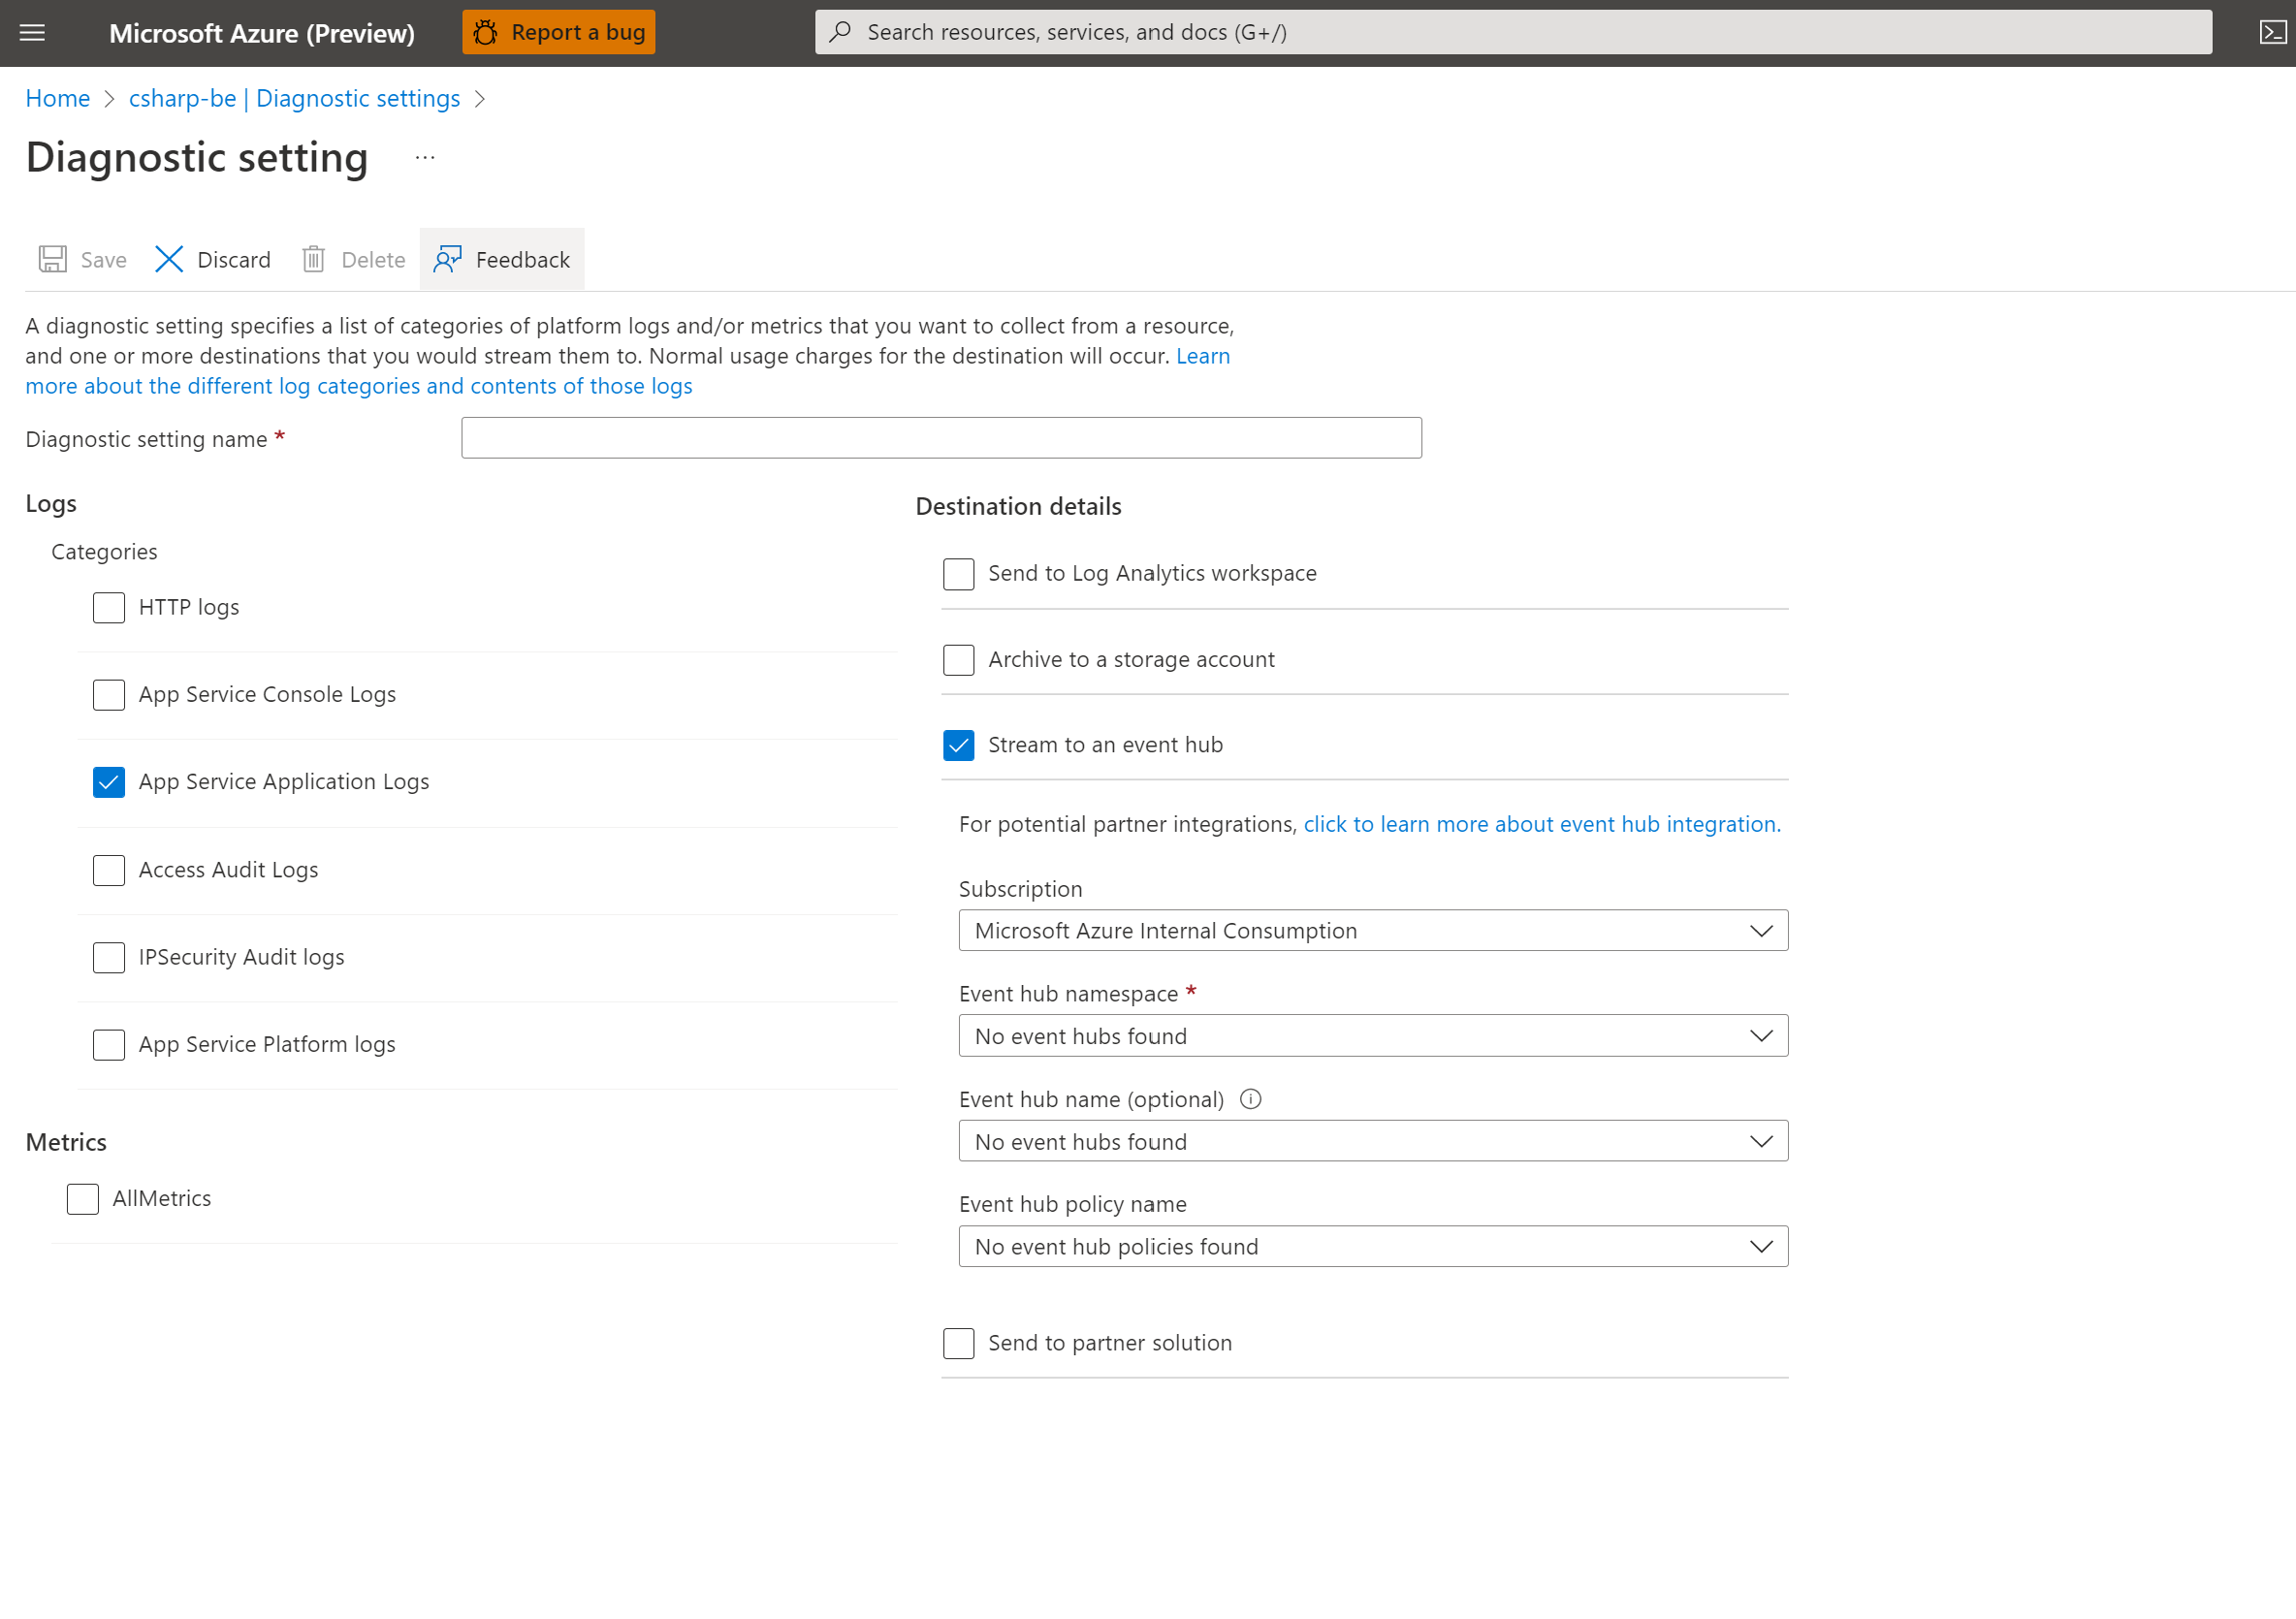 Microsoft Azure (Preview)
Report a bug
Search resources, services, and docs (G+/)
Home > csharp-be | Diagnostic settings >
Diagnostic setting ...
Save Discard Delete Feedback
A diagnostic setting specifies a list of categories of platform logs and/or metrics that you want to collect from a resource,
and one or more destinations that you would stream them to. Normal usage charges for the destination will occur. Learn
more about the different log categories and contents of those logs
Diagnostic setting name *
Logs
Categories
HTTP logs
App Service Console Logs
App Service Application Logs
Access Audit Logs
IPSecurity Audit logs
App Service Platform logs
Metrics
AllMetrics
Destination details
Send to Log Analytics workspace
Archive to a storage account
Stream to an event hub
For potential partner integrations, click to learn more about event hub integration.
Subscription
Microsoft Azure Internal Consumption
Event hub namespace *
No event hubs found
Event hub name (optional)
No event hubs found
Event hub policy name
No event hub policies found
Send to partner solution